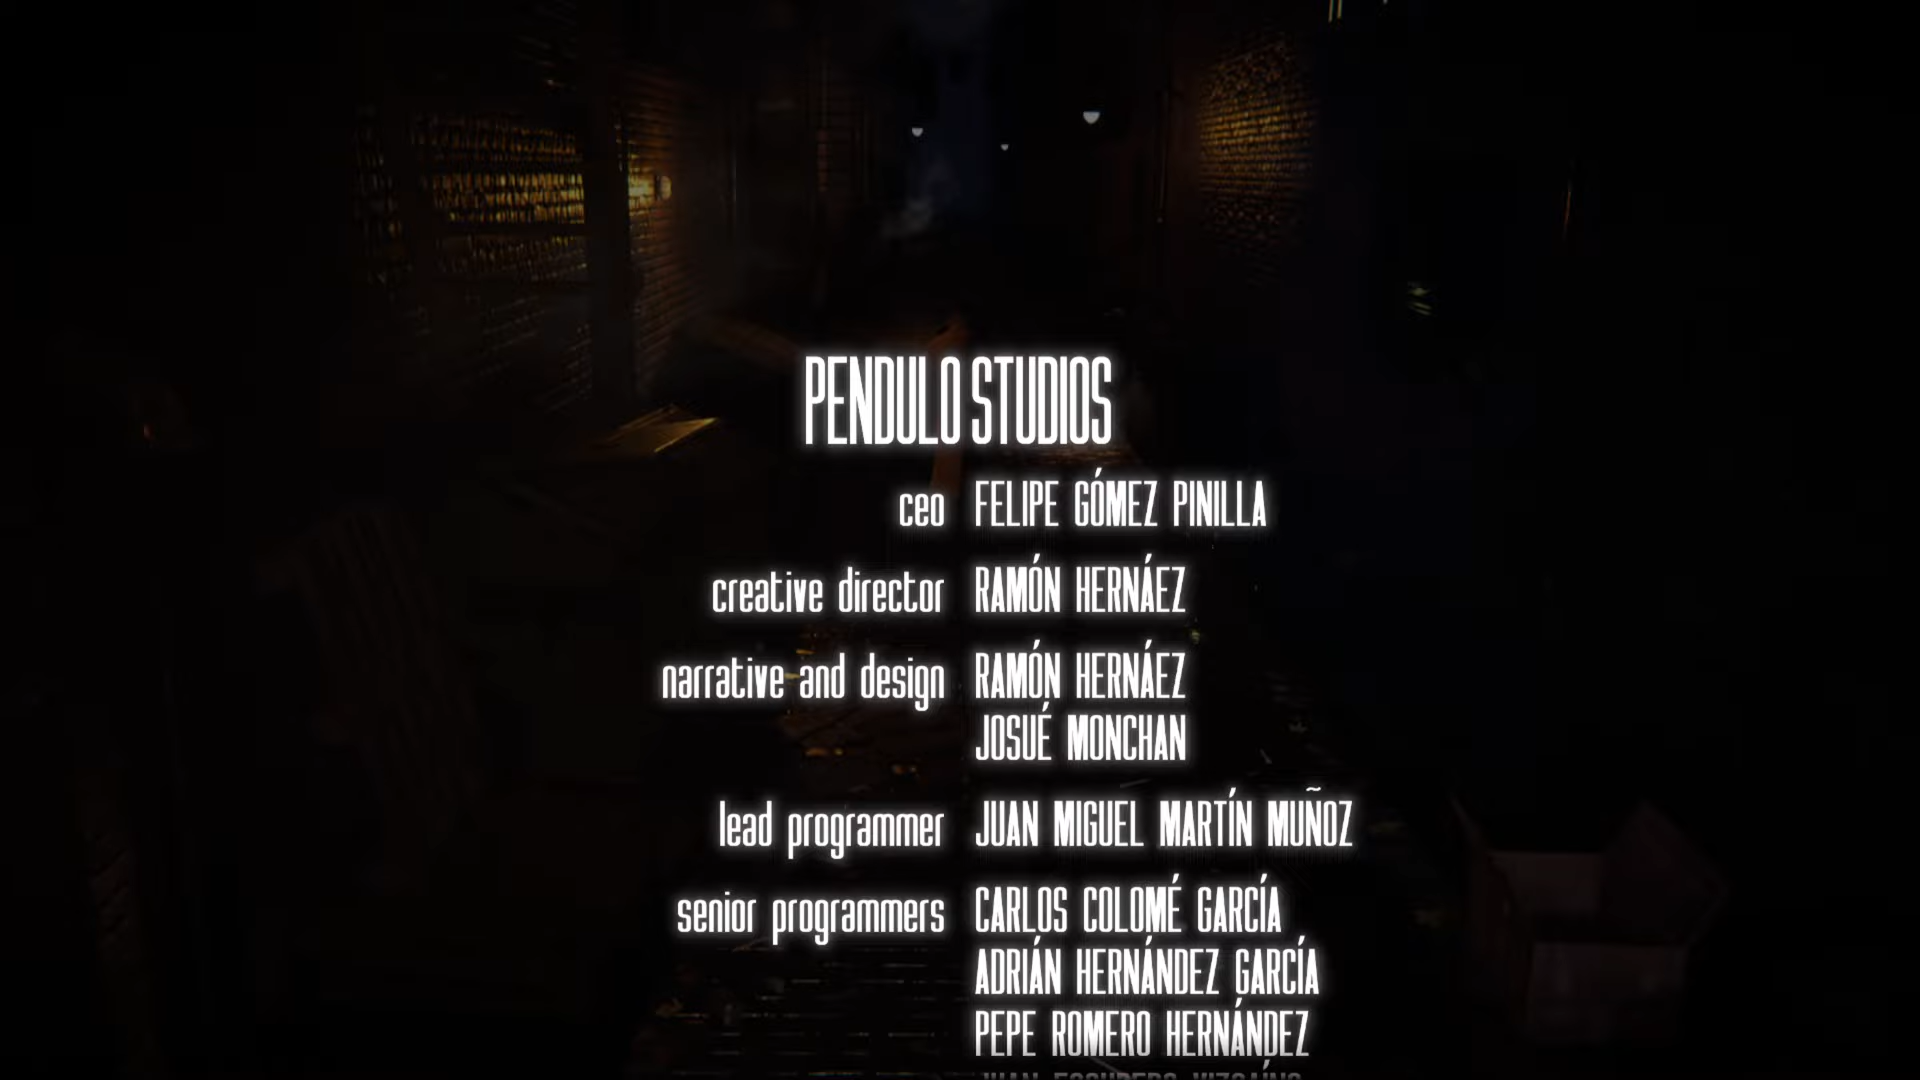 PENDULO STUDIOS
ceo FELIPE GÓMEZ PINILLA
creative director RAMÓN HERNÁEZ
narrative and design RAMÓN HERNÁEZ
JOSUÉ MONCHAN
lead programmer JUAN MIGUEL MARTÍN MUÑOZ
senior programmers CARLOS COLOMÉ GARCÍA
ADRIÁN HERNÁNDEZ GARCÍA
PEPE ROMERO HERNÁNDEZ